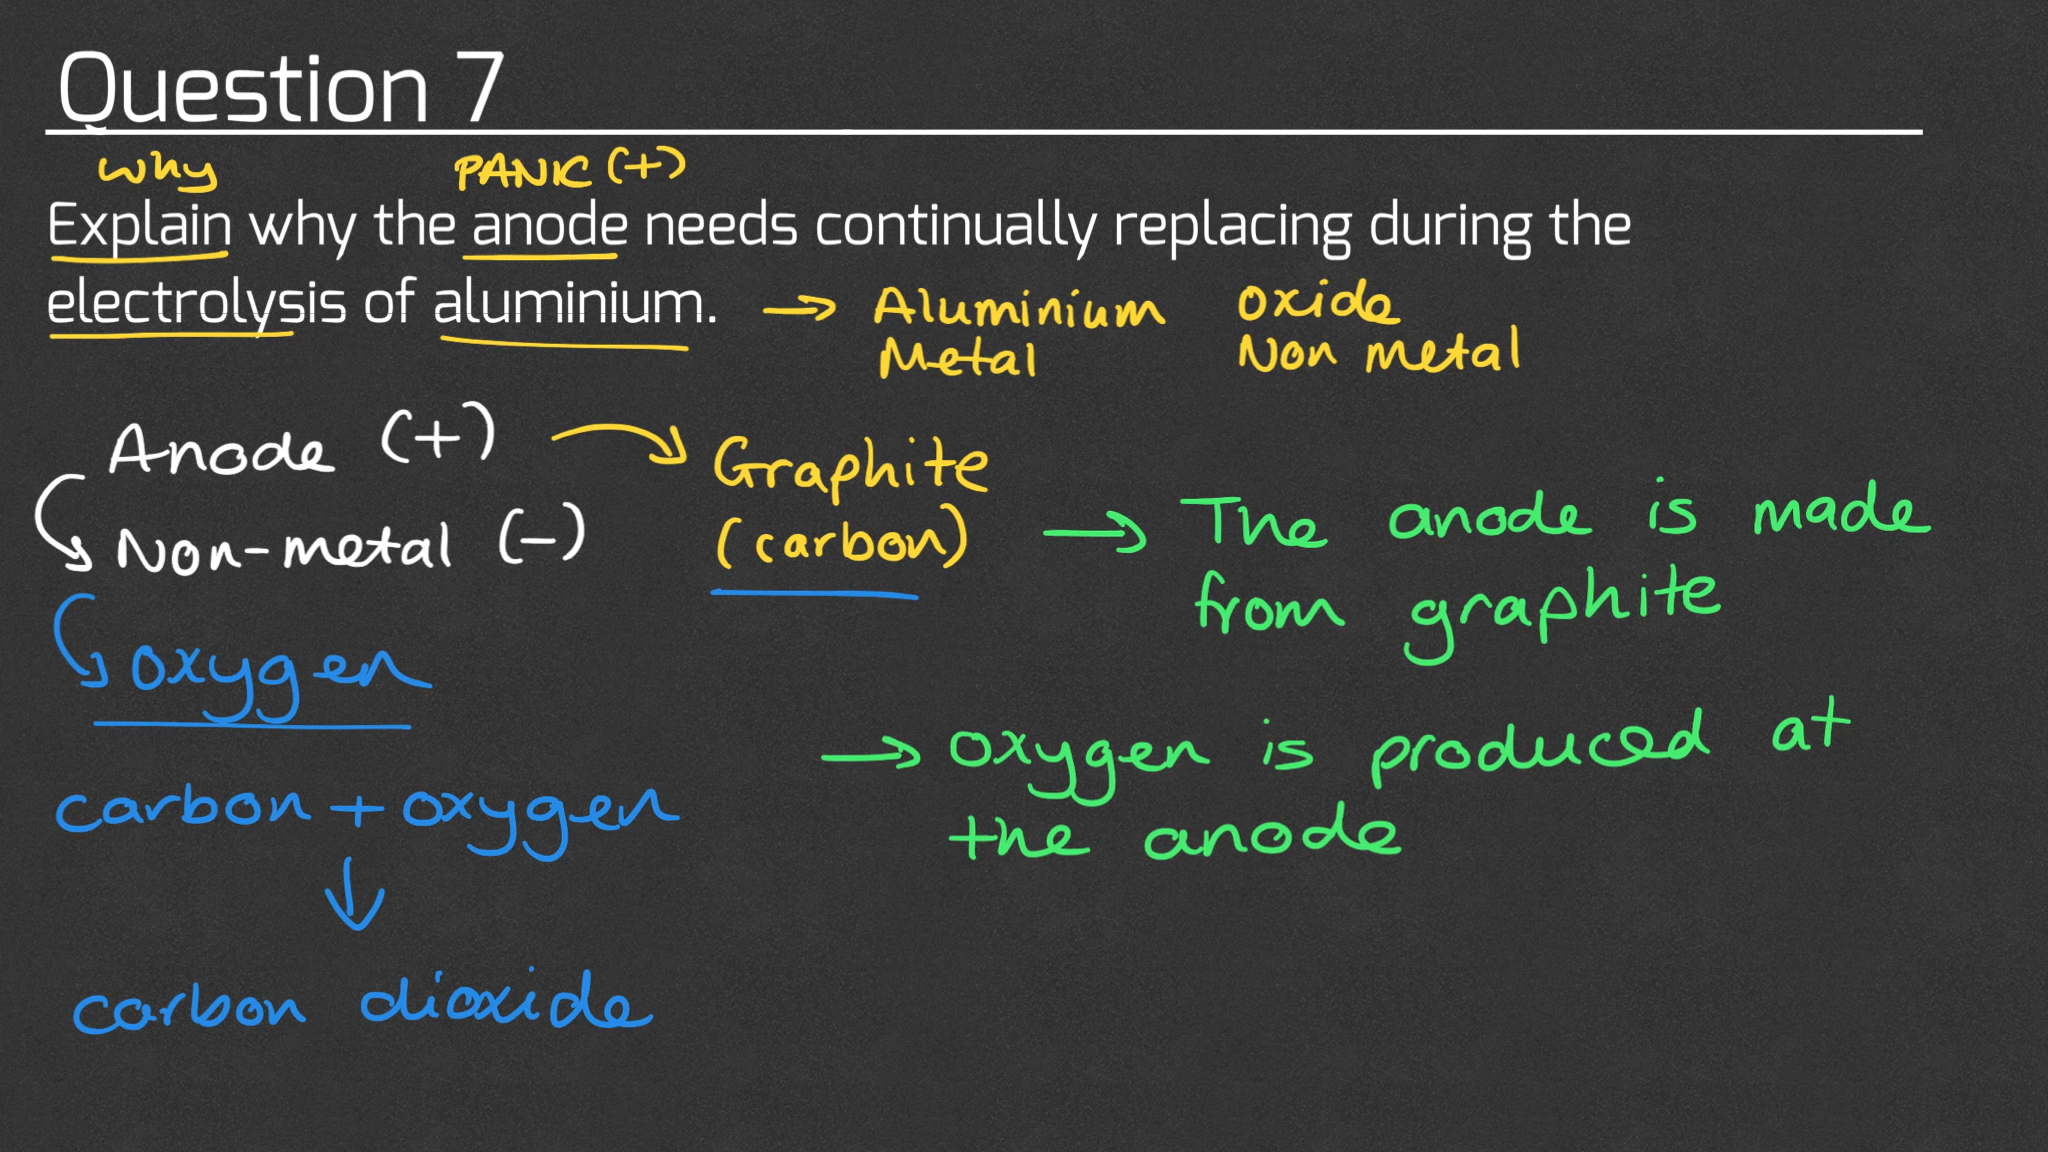 Question 7
why PANIC (+)
Explain why the anode needs continually replacing during the
electrolysis of aluminium. → Aluminium oxide
Metal Non metal
Anode (+) → Graphite
Non-metal (-) (carbon) → The anode is made
from graphite
oxygen
→ oxygen is produced at
carbon + oxygen the anode
↓
carbon dioxide